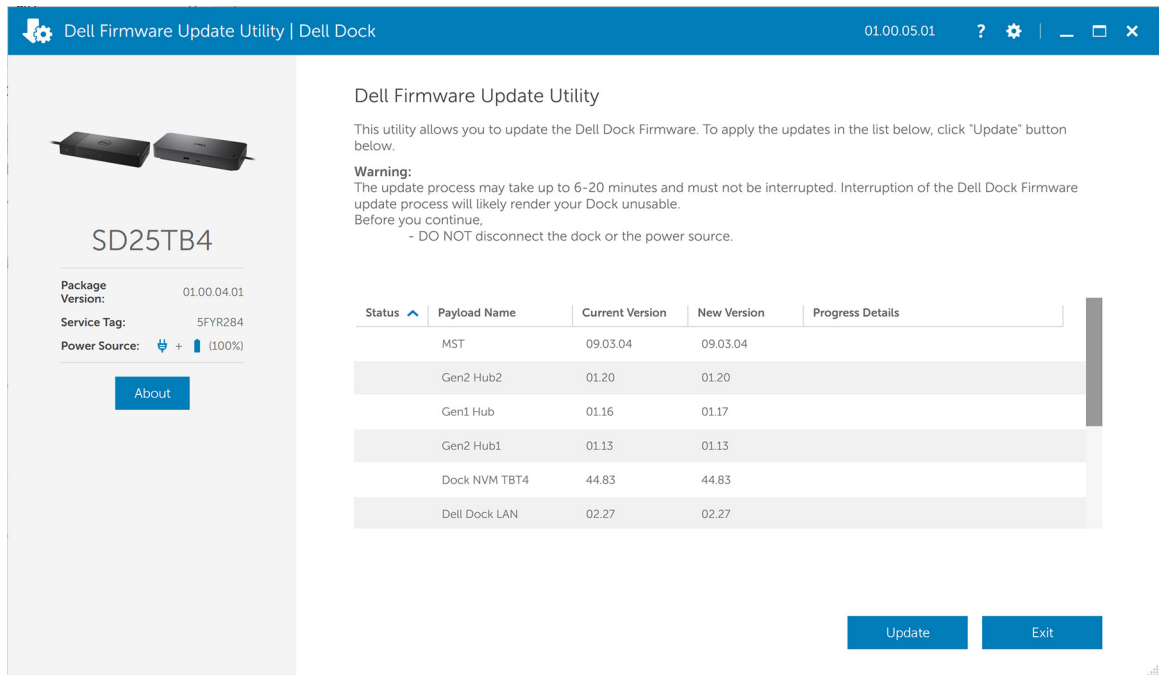 Dell Firmware Update Utility | Dell Dock
01.00.05.01
?
Dell Firmware Update Utility
This utility allows you to update the Dell Dock Firmware. To apply the updates in the list below, click "Update" button
below.
Warning:
The update process may take up to 6-20 minutes and must not be interrupted. Interruption of the Dell Dock Firmware
update process will likely render your Dock unusable.
Before you continue,
- DO NOT disconnect the dock or the power source.
SD25TB4
Package
Version: 01.00.04.01
Service Tag: 5FYR284
Power Source: + (100%)
About
Status Payload Name Current Version New Version Progress Details
MST 09.03.04 09.03.04
Gen2 Hub2 01.20 01.20
Gen1 Hub 01.16 01.17
Gen2 Hub1 01.13 01.13
Dock NVM TBT4 44.83 44.83
Dell Dock LAN 02.27 02.27
Update Exit